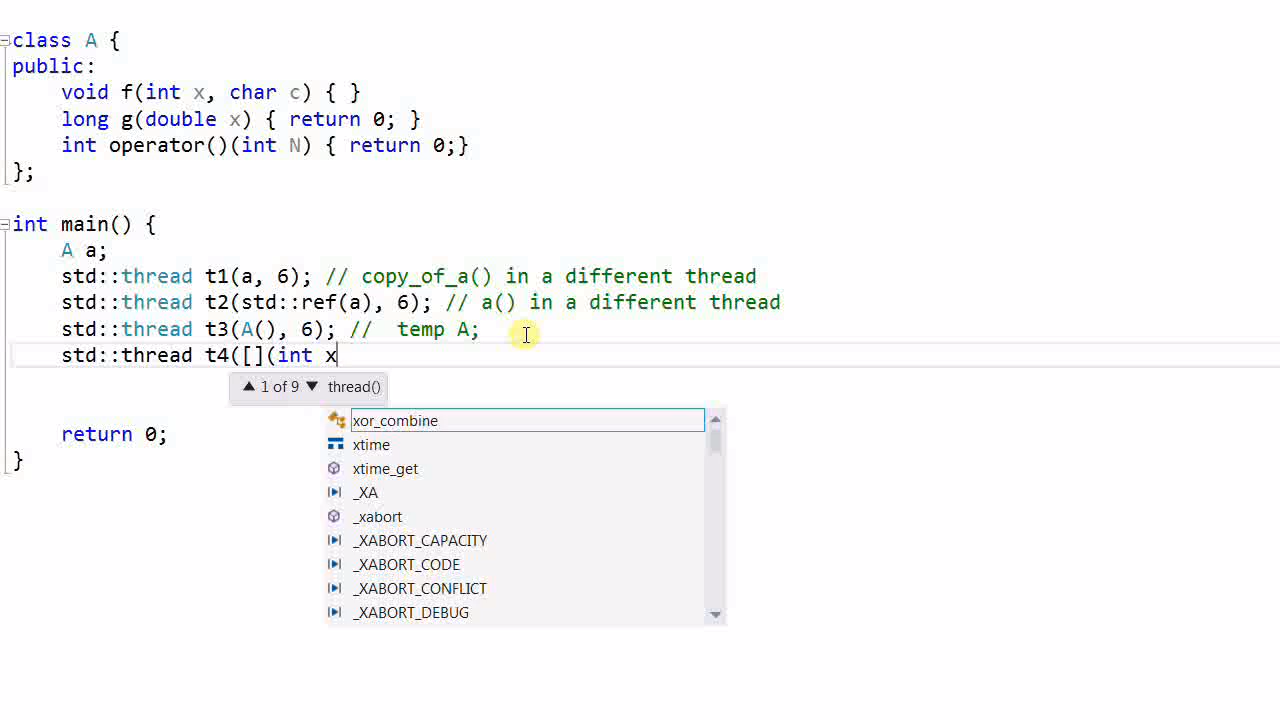 class A {
public:
    void f(int x, char c) { }
    long g(double x) { return 0; }
    int operator()(int N) { return 0;}
};
int main() {
    A a;
    std::thread t1(a, 6); // copy_of_a() in a different thread
    std::thread t2(std::ref(a), 6); // a() in a different thread
    std::thread t3(A(), 6); //  temp A;
    std::thread t4([](int x
▲ 1 of 9 ▼ thread()
xor_combine
xtime
xtime_get
_XA
_xabort
_XABORT_CAPACITY
_XABORT_CODE
_XABORT_CONFLICT
_XABORT_DEBUG
    return 0;
}